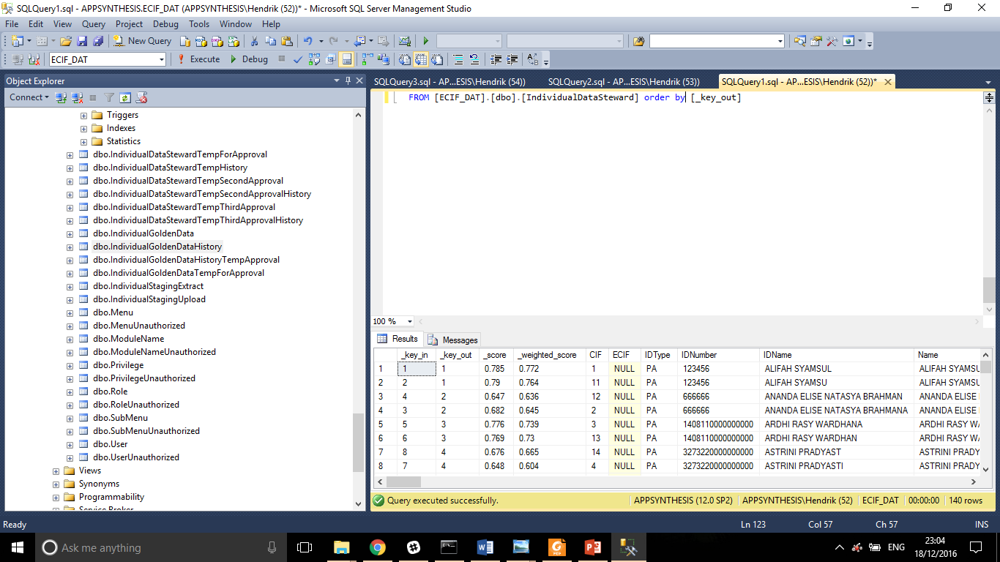 SQLQuery1.sql - APPSYNTHESIS.ECIF_DAT (APPSYNTHESIS\Hendrik (52))* - Microsoft SQL Server Management Studio
File Edit View Query Project Debug Tools Window Help
New Query
ECIF_DAT Execute Debug
Object Explorer
Connect
Triggers
Indexes
Statistics
dbo.IndividualDataStewardTempForApproval
dbo.IndividualDataStewardTempHistory
dbo.IndividualDataStewardTempSecondApproval
dbo.IndividualDataStewardTempSecondApprovalHistory
dbo.IndividualDataStewardTempThirdApproval
dbo.IndividualDataStewardTempThirdApprovalHistory
dbo.IndividualGoldenData
dbo.IndividualGoldenDataHistory
dbo.IndividualGoldenDataHistoryTempApproval
dbo.IndividualGoldenDataTempForApproval
dbo.IndividualStagingExtract
dbo.IndividualStagingUpload
dbo.Menu
dbo.MenuUnauthorized
dbo.ModuleName
dbo.ModuleNameUnauthorized
dbo.Privilege
dbo.PrivilegeUnauthorized
dbo.Role
dbo.RoleUnauthorized
dbo.SubMenu
dbo.SubMenuUnauthorized
dbo.User
dbo.UserUnauthorized
Views
Synonyms
Programmability
Service Broker
SQLQuery3.sql - AP...ESIS\Hendrik (54)) SQLQuery2.sql - AP...ESIS\Hendrik (53)) SQLQuery1.sql - AP...ESIS\Hendrik (52))*
FROM [ECIF_DAT].[dbo].[IndividualDataSteward] order by [_key_out]
100 %
Results Messages
_key_in _key_out _score _weighted_score CIF ECIF IDType IDNumber IDName Name
1 1 1 0.785 0.772 1 NULL PA 123456 ALIFAH SYAMSUL ALIFAH SYAMSU
2 2 1 0.79 0.764 11 NULL PA 123456 ALIFAH SYAMSU ALIFAH SYAMSU
3 4 2 0.647 0.636 12 NULL PA 666666 ANANDA ELISE NATASYA BRAHMAN ANANDA ELISE
4 3 2 0.682 0.645 2 NULL PA 666666 ANANDA ELISE NATASYA BRAHMANA ANANDA ELISE
5 5 3 0.776 0.739 3 NULL PA 1408110000000000 ARDHI RASY WARDHANA ARDHI RASY WA
6 6 3 0.769 0.73 13 NULL PA 1408110000000000 ARDHI RASY WARDHAN ARDHI RASY WA
7 8 4 0.676 0.665 14 NULL PA 3273220000000000 ASTRINI PRADYAST ASTRINI PRADY
8 7 4 0.648 0.604 4 NULL PA 3273220000000000 ASTRINI PRADYASTI ASTRINI PRADY
Query executed successfully. APPSYNTHESIS (12.0 SP2) APPSYNTHESIS\Hendrik (52) ECIF_DAT 00:00:00 140 rows
Ready Ln 123 Col 57 Ch 57 INS
Ask me anything ENG 23:04
18/12/2016